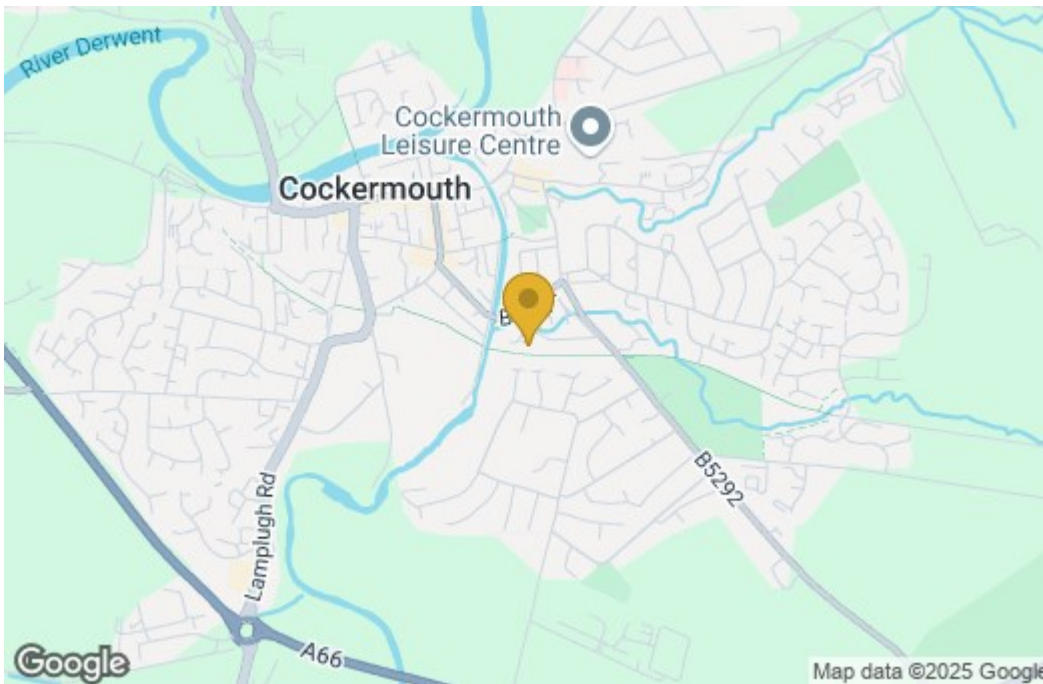 River Derwent
Cockermouth
Leisure Centre
Cockermouth
B5292
Lamplugh Rd
A66
Google
Map data ©2025 Google